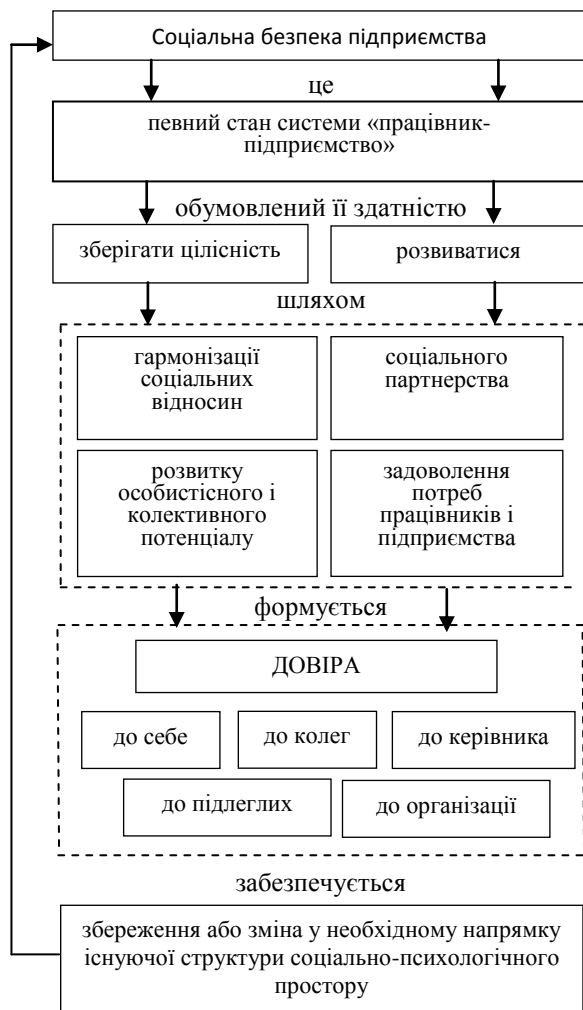 Соціальна безпека підприємства
це
певний стан системи «працівник-
підприємство»
обумовлений її здатністю
зберігати цілісність
розвиватися
шляхом
гармонізації
соціальних
відносин
соціального
партнерства
розвитку
особистісного і
колективного
потенціалу
задоволення
потреб
працівників і
підприємства
формується
ДОВІРА
до себе
до колег
до керівника
до підлеглих
до організації
забезпечується
збереження або зміна у необхідному напрямку
існуючої структури соціально-психологічного
простору